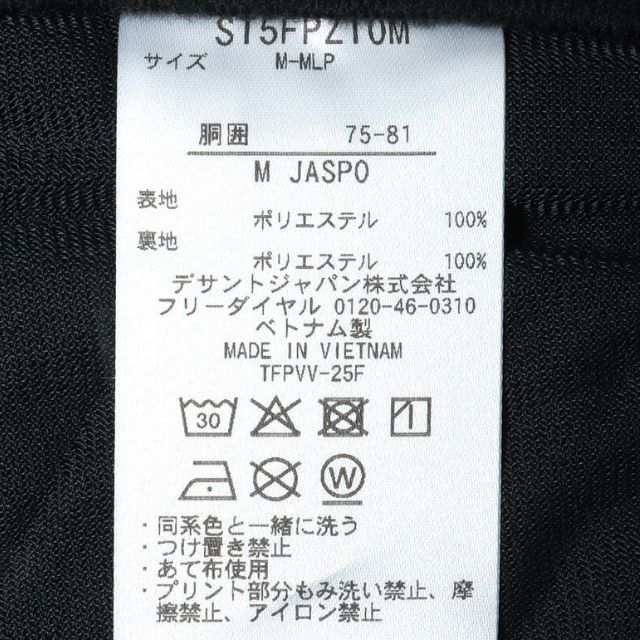 ST5FPZ10M
サイズ M-MLP
胴囲 75-81
M JASPO
表地
ポリエステル 100%
裏地
ポリエステル 100%
デサントジャパン株式会社
フリーダイヤル 0120-46-0310
ベトナム製
MADE IN VIETNAM
TFPVV-25F
30
W
・同系色と一緒に洗う
・つけ置き禁止
・あて布使用
・プリント部分もみ洗い禁止、摩
擦禁止、アイロン禁止